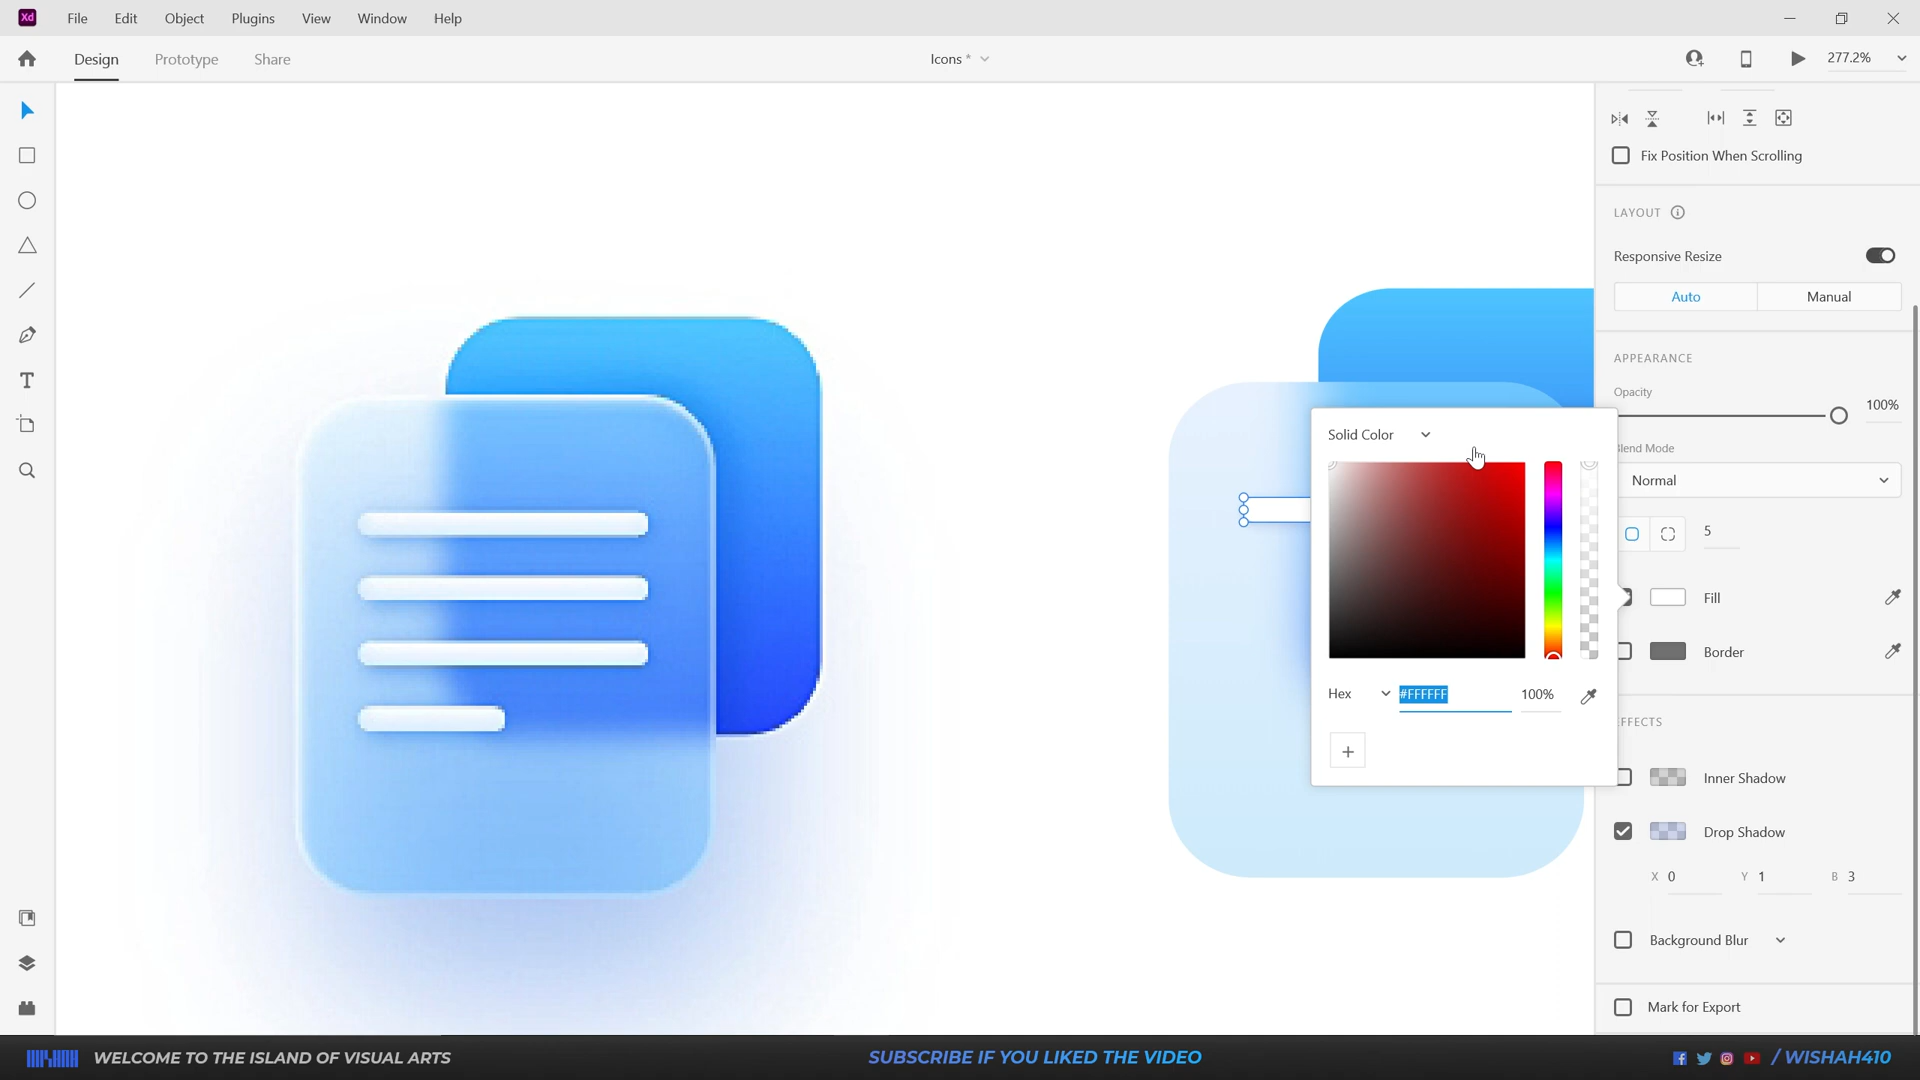 Xd File Edit Object Plugins View Window Help
Design Prototype Share Icons * 277.2%
Fix Position When Scrolling
LAYOUT
Responsive Resize
Auto Manual
APPEARANCE
Opacity
100%
Solid Color
lend Mode
Normal
5
Fill
Border
Hex #FFFFFF 100%
FFECTS
+
Inner Shadow
Drop Shadow
X 0 Y 1 B 3
Background Blur
Mark for Export
WELCOME TO THE ISLAND OF VISUAL ARTS SUBSCRIBE IF YOU LIKED THE VIDEO / WISHAH410